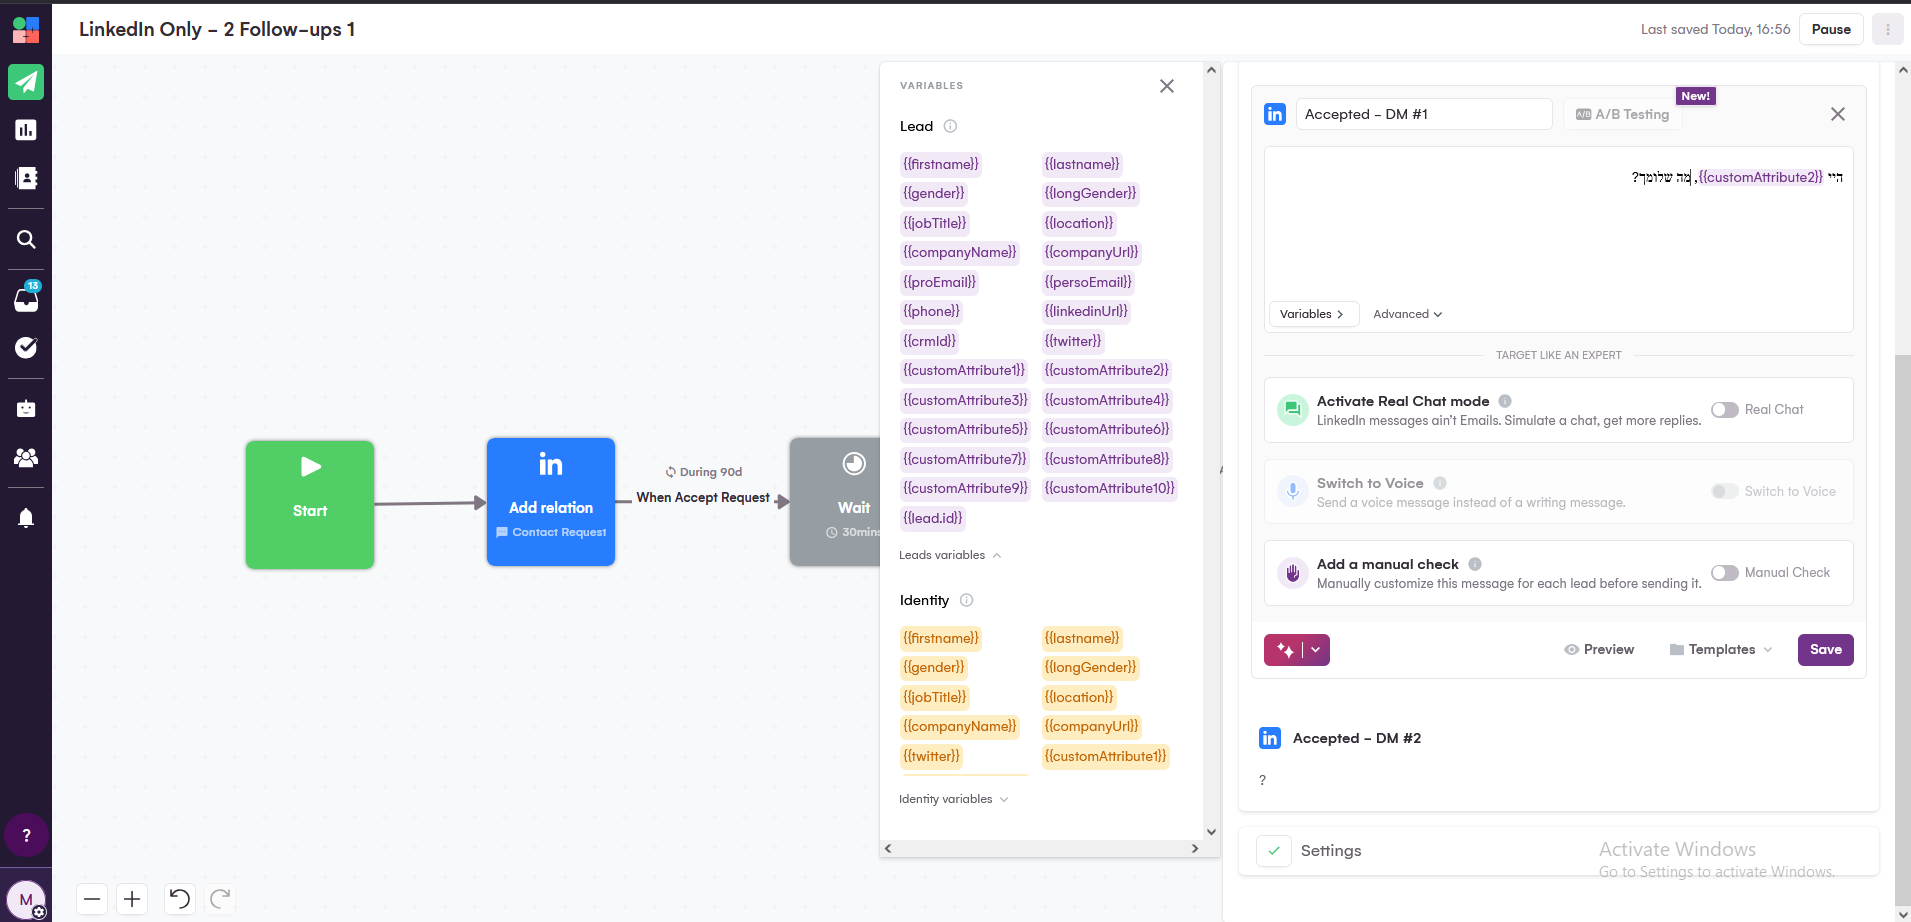 LinkedIn Only - 2 Follow-ups 1
Last saved Today, 16:56
Pause
13
?
M
Start
Add relation
Contact Request
During 90d
When Accept Request
Wait
30mins
VARIABLES
Lead
{{firstname}} {{lastname}}
{{gender}} {{longGender}}
{{jobTitle}} {{location}}
{{companyName}} {{companyUrl}}
{{proEmail}} {{persoEmail}}
{{phone}} {{linkedinUrl}}
{{crmId}} {{twitter}}
{{customAttribute1}} {{customAttribute2}}
{{customAttribute3}} {{customAttribute4}}
{{customAttribute5}} {{customAttribute6}}
{{customAttribute7}} {{customAttribute8}}
{{customAttribute9}} {{customAttribute10}}
{{lead.id}}
Leads variables
Identity
{{firstname}} {{lastname}}
{{gender}} {{longGender}}
{{jobTitle}} {{location}}
{{companyName}} {{companyUrl}}
{{twitter}} {{customAttribute1}}
Identity variables
in
Accepted - DM #1
A/B
A/B Testing
New!
היי {{customAttribute2}}, מה שלומך?
Variables
Advanced
TARGET LIKE AN EXPERT
Activate Real Chat mode
LinkedIn messages ain't Emails. Simulate a chat, get more replies.
Real Chat
Switch to Voice
Send a voice message instead of a writing message.
Switch to Voice
Add a manual check
Manually customize this message for each lead before sending it.
Manual Check
Preview
Templates
Save
in
Accepted - DM #2
?
Settings
Activate Windows
Go to Settings to activate Windows.